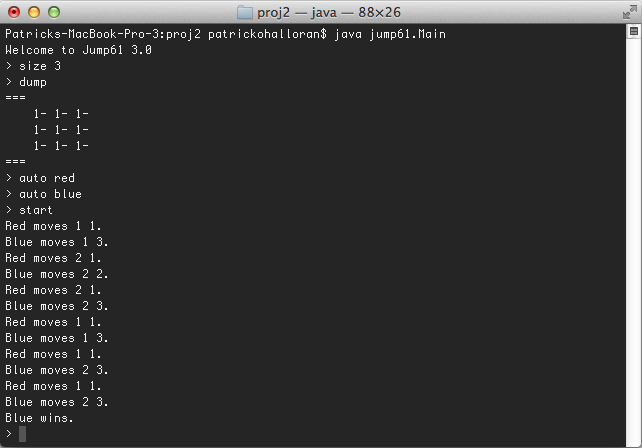 proj2 — java — 88×26
Patricks-MacBook-Pro-3:proj2 patrickohalloran$ java jump61.Main
Welcome to Jump61 3.0
> size 3
> dump
===
    1- 1- 1-
    1- 1- 1-
    1- 1- 1-
===
> auto red
> auto blue
> start
Red moves 1 1.
Blue moves 1 3.
Red moves 2 1.
Blue moves 2 2.
Red moves 2 1.
Blue moves 2 3.
Red moves 1 1.
Blue moves 1 3.
Red moves 1 1.
Blue moves 2 3.
Red moves 1 1.
Blue moves 2 3.
Blue wins.
>